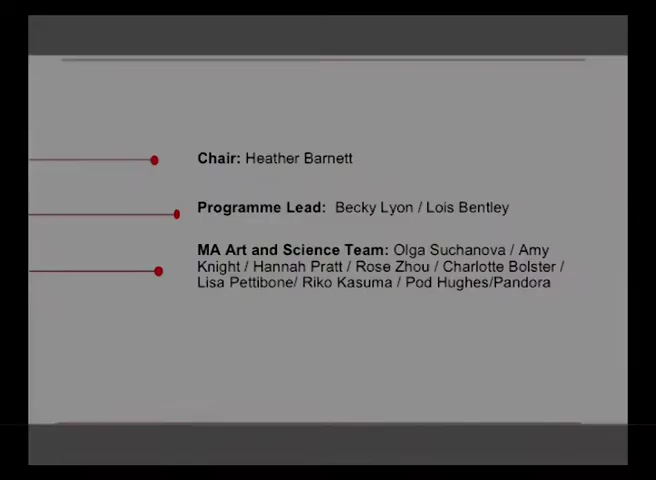 Chair: Heather Barnett
Programme Lead: Becky Lyon / Lois Bentley
MA Art and Science Team: Olga Suchanova / Amy
Knight / Hannah Pratt / Rose Zhou / Charlotte Bolster /
Lisa Pettibone/ Riko Kasuma / Pod Hughes/Pandora